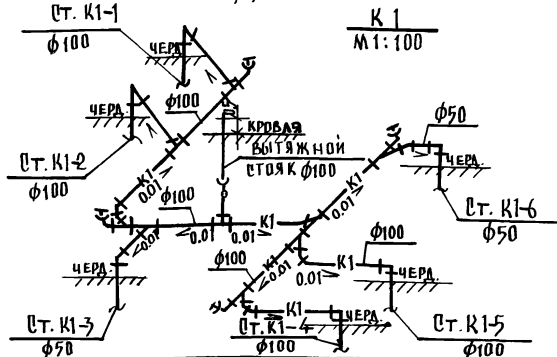 Ст. К1-1
ф100
К 1
М 1:100
ЧЕРД.
ф100
ЧЕРД.
КРОВЛЯ
ф50
ВЫТЯЖНОЙ
СТОЯК ф100
ЧЕРД.
Ст. К1-2
ф100
К1
0.01
К1
0.01
Ст. К1-6
ф50
ф100
К1
0.01
0.01
0.01
ф100
ф100
К1
0.01
К1
0.01
ЧЕРД.
ЧЕРД.
К1
ЧЕРД.
Ст. К1-3
ф50
Ст. К1-4
ф100
Ст. К1-5
ф100